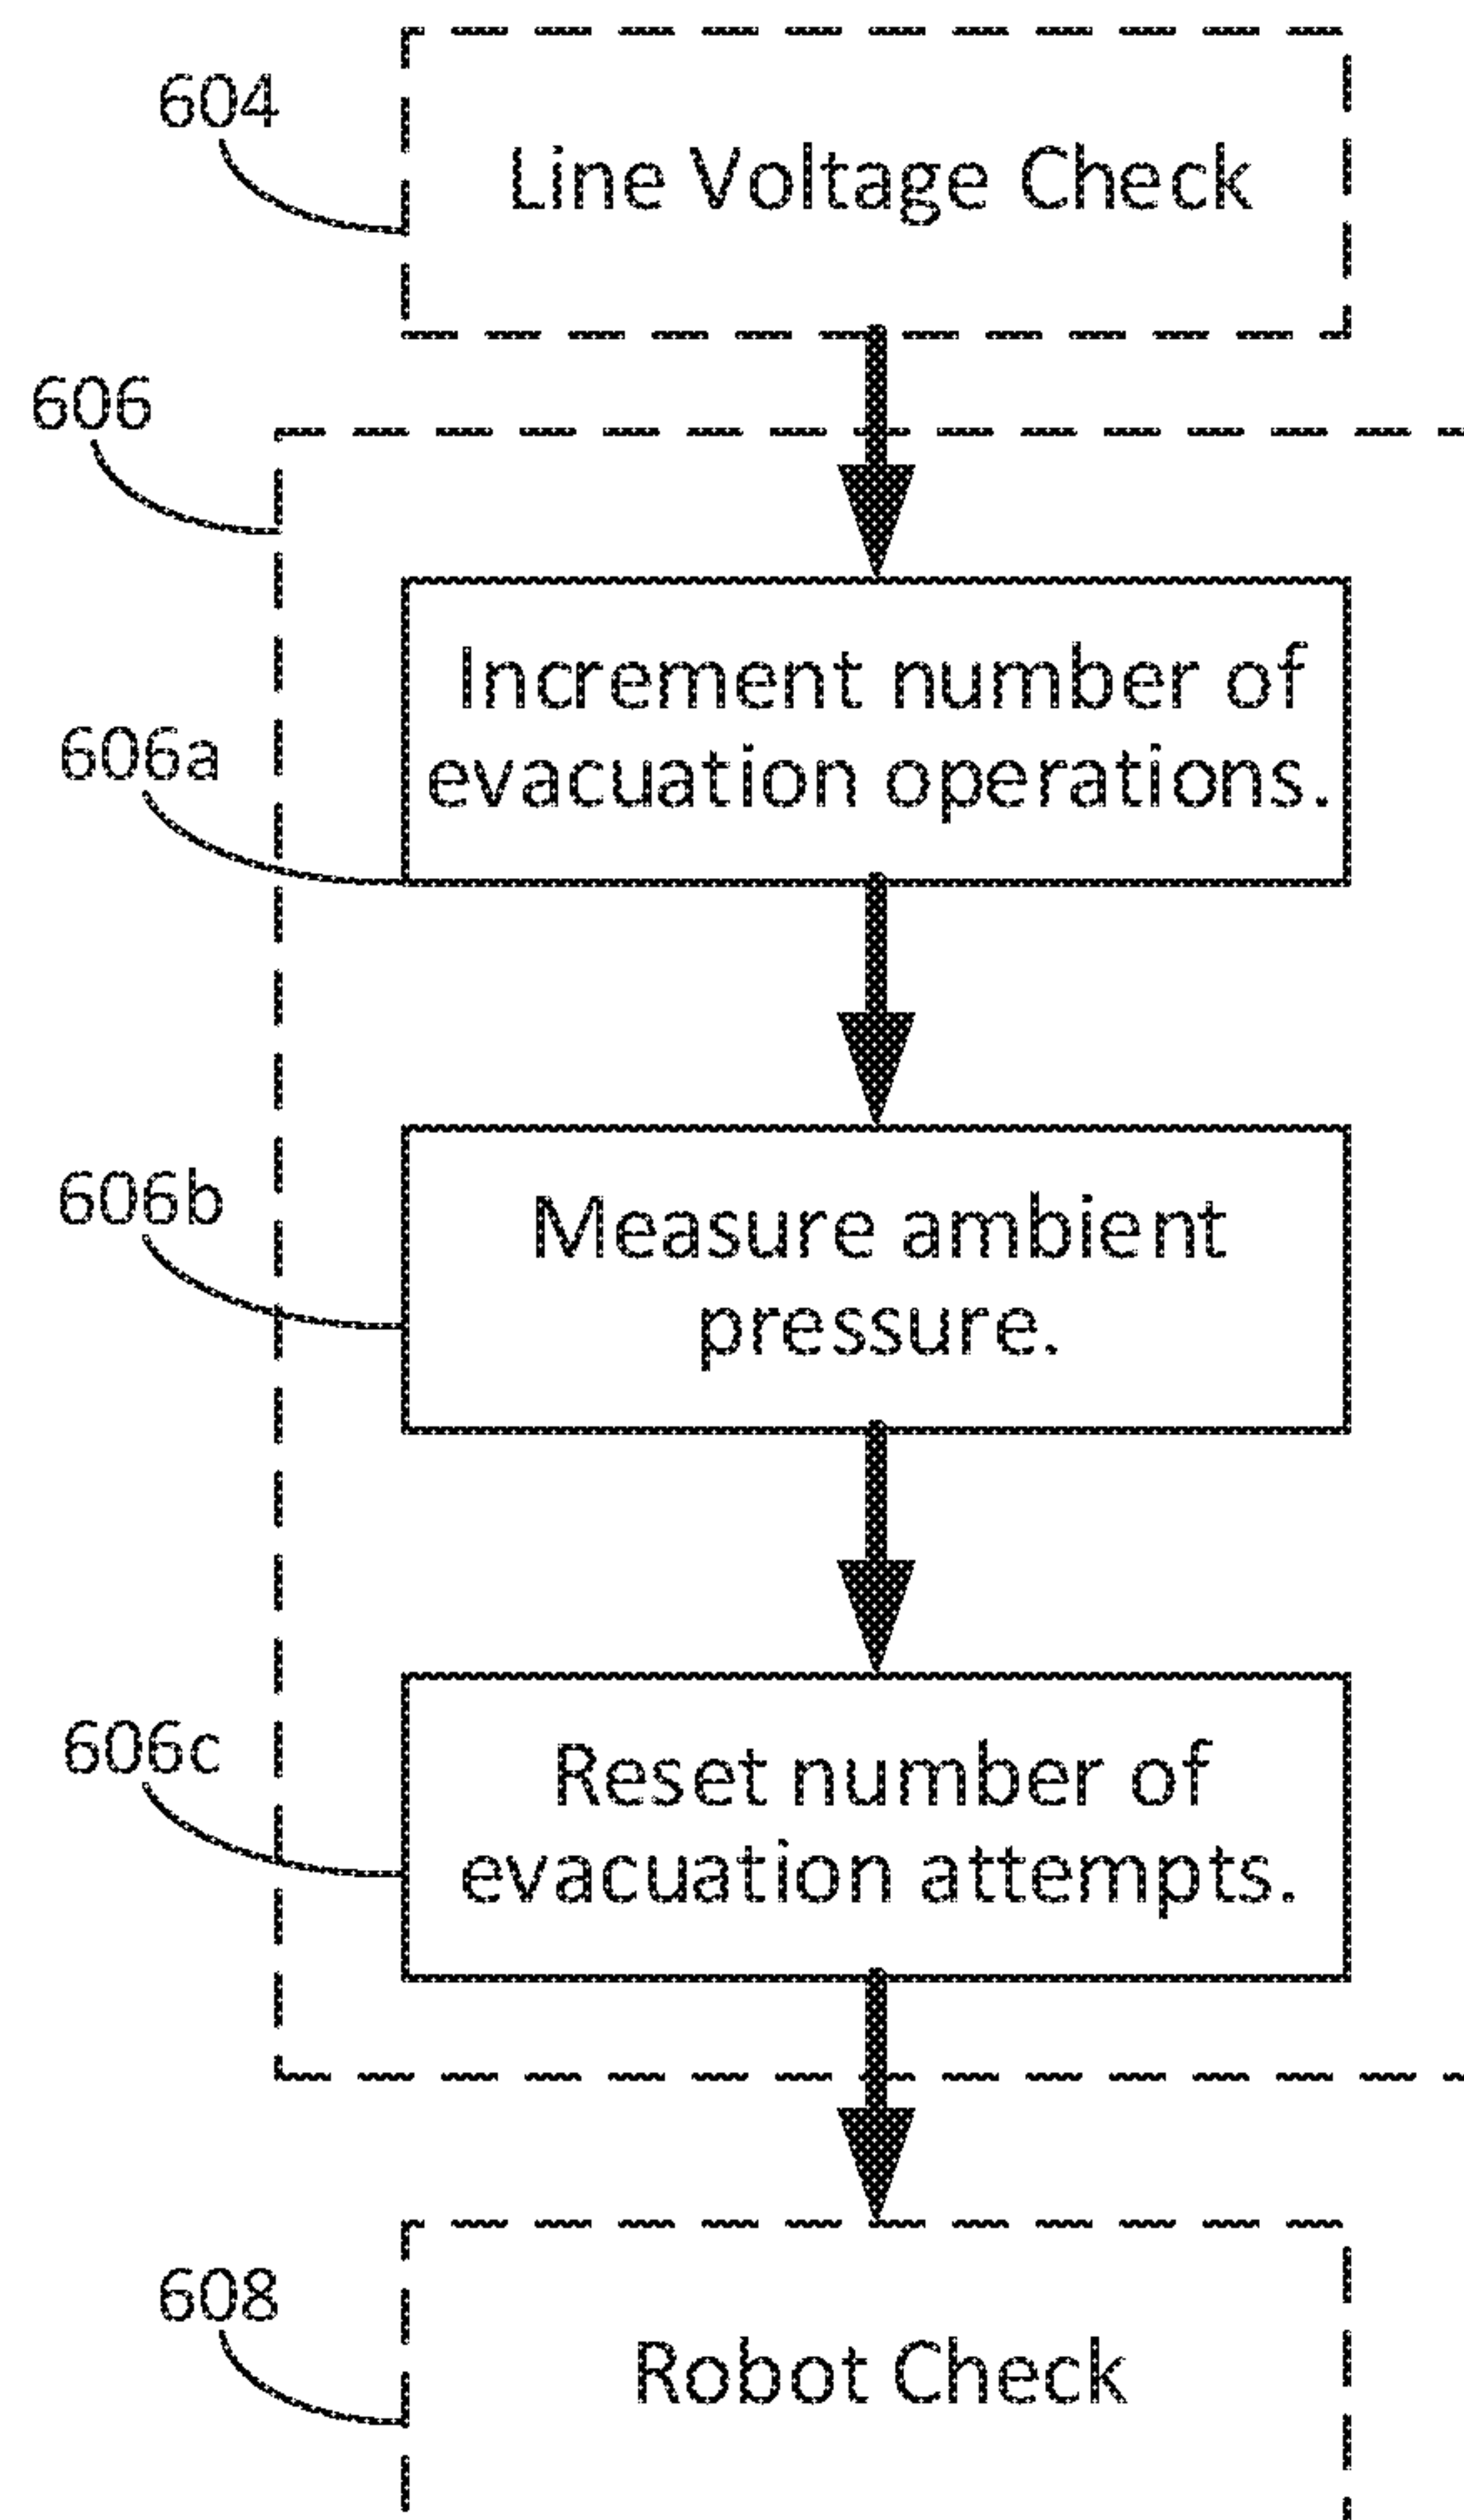 604
Line Voltage Check
606
Increment number of
evacuation operations.
606a
606b
Measure ambient
pressure.
606c
Reset number of
evacuation attempts.
608
Robot Check